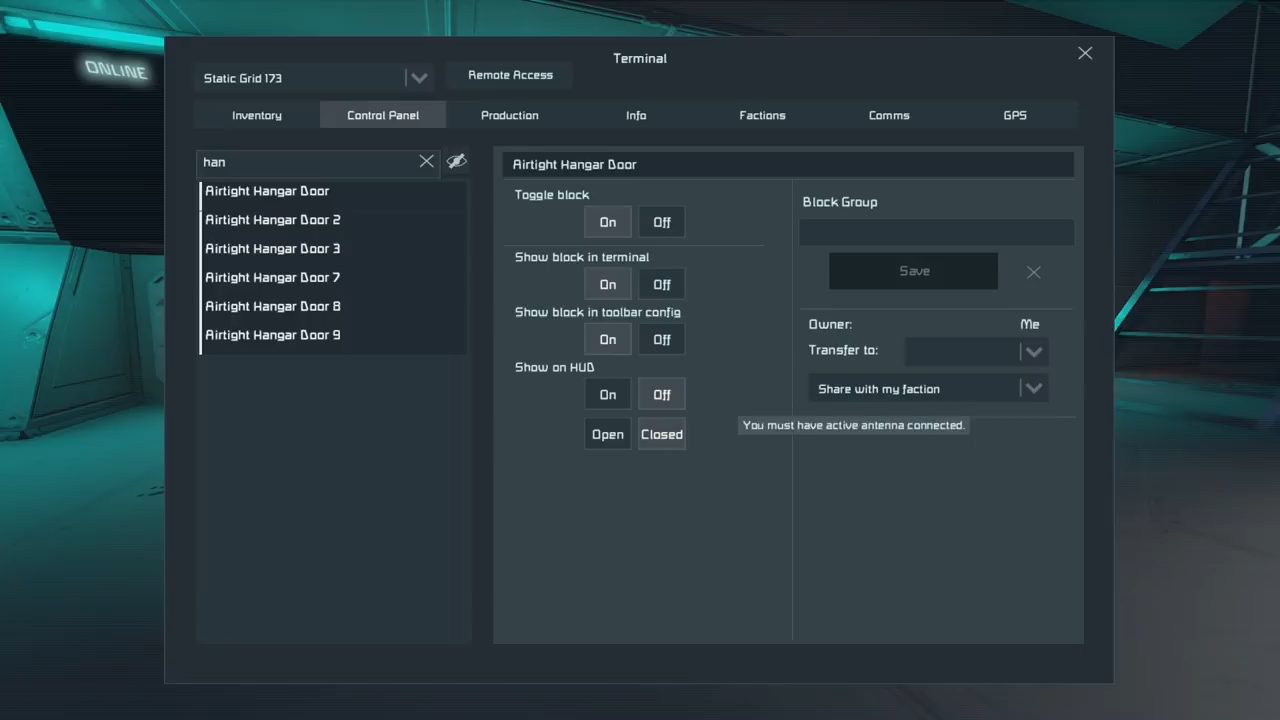 ONLINE
Terminal
Static Grid 173
Remote Access
Inventory
Control Panel
Production
Info
Factions
Comms
GPS
han
Airtight Hangar Door
Airtight Hangar Door 2
Airtight Hangar Door 3
Airtight Hangar Door 7
Airtight Hangar Door 8
Airtight Hangar Door 9
Airtight Hangar Door
Toggle block
On Off
Show block in terminal
On Off
Show block in toolbar config
On Off
Show on HUD
On Off
Open Closed
Block Group
Save
Owner: Me
Transfer to:
Share with my faction
You must have active antenna connected.